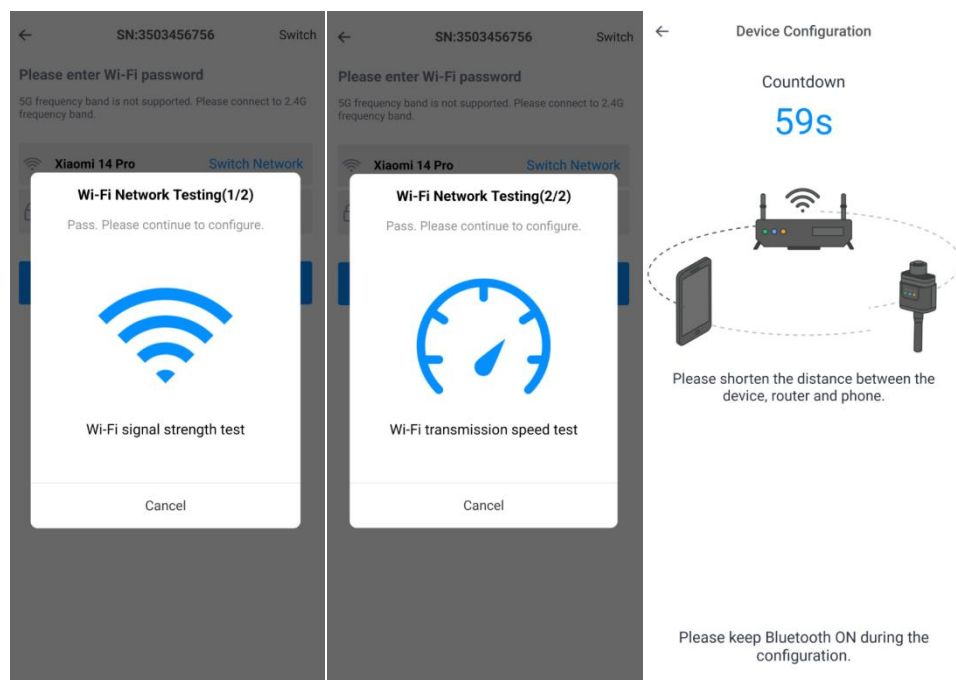 SN:3503456756
Switch
Please enter Wi-Fi password
5G frequency band is not supported. Please connect to 2.4G
frequency band.
Xiaomi 14 Pro
Switch Network
Wi-Fi Network Testing(1/2)
Pass. Please continue to configure.
Wi-Fi signal strength test
Cancel
SN:3503456756
Switch
Please enter Wi-Fi password
5G frequency band is not supported. Please connect to 2.4G
frequency band.
Xiaomi 14 Pro
Switch Network
Wi-Fi Network Testing(2/2)
Pass. Please continue to configure.
Wi-Fi transmission speed test
Cancel
Device Configuration
Countdown
59s
Please shorten the distance between the
device, router and phone.
Please keep Bluetooth ON during the
configuration.